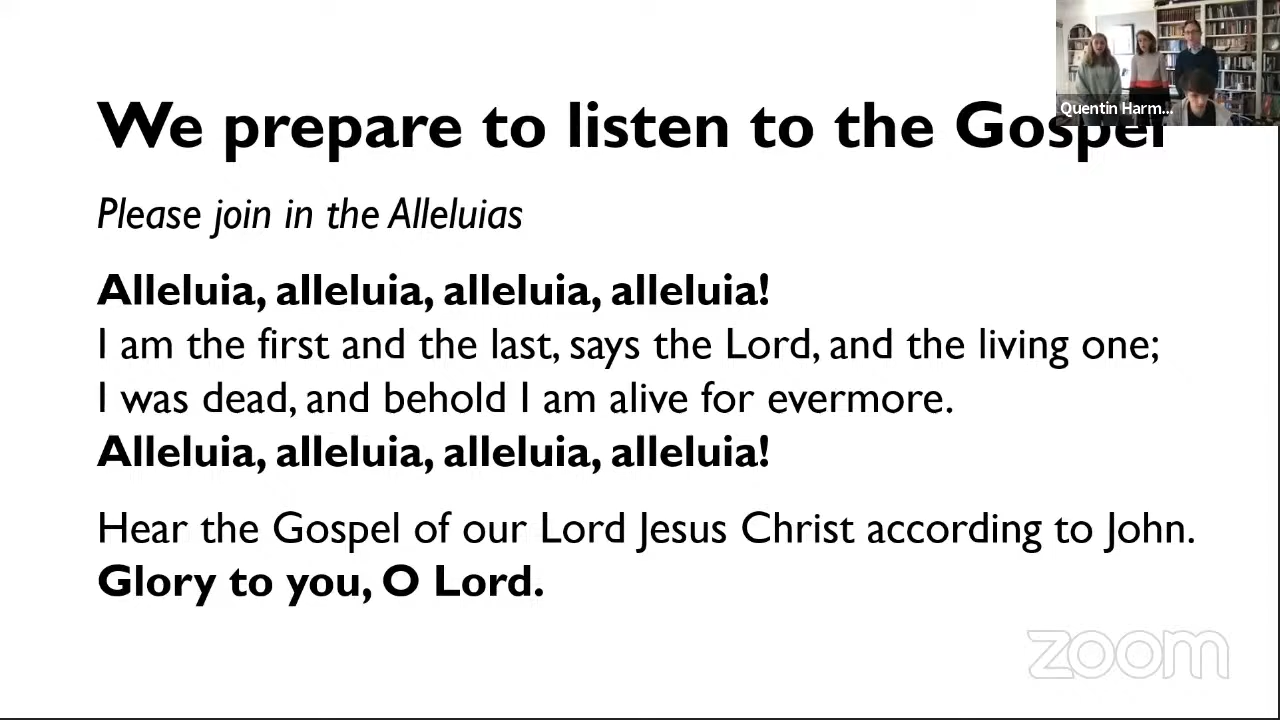 We prepare to listen to the Gospel
Quentin Harm...
Please join in the Alleluias
Alleluia, alleluia, alleluia, alleluia!
I am the first and the last, says the Lord, and the living one;
I was dead, and behold I am alive for evermore.
Alleluia, alleluia, alleluia, alleluia!
Hear the Gospel of our Lord Jesus Christ according to John.
Glory to you, O Lord.
zoom